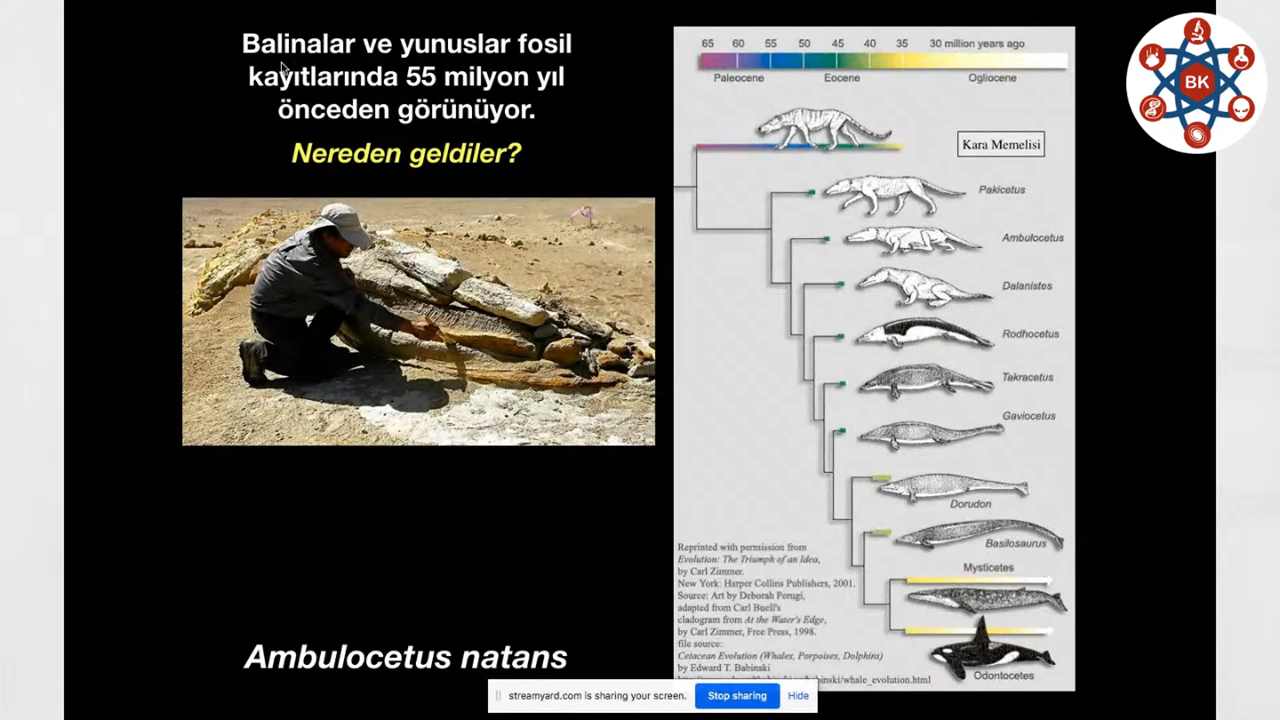 Balinalar ve yunuslar fosil
kayıtlarında 55 milyon yıl
önceden görünüyor.
Nereden geldiler?
Ambulocetus natans
65 60 55 50 45 40 35 30 million years ago
Paleocene Eocene Ogliocene
Kara Memelisi
Pakicetus
Ambulocetus
Dalanistes
Rodhocetus
Takracetus
Gaviocetus
Dorudon
Basilosaurus
Mysticetes
Odontocetes
Reprinted with permission from
Evolution: The Triumph of an Idea,
by Carl Zimmer.
New York: Harper Collins Publishers, 2001.
Source: Art by Deborah Perugi,
adapted from Carl Buell's
cladogram from At the Water's Edge,
by Carl Zimmer, Free Press, 1998.
file source:
Cetacean Evolution (Whales, Porpoises, Dolphins)
by Edward T. Babinski
BK
streamyard.com is sharing your screen. Stop sharing Hide